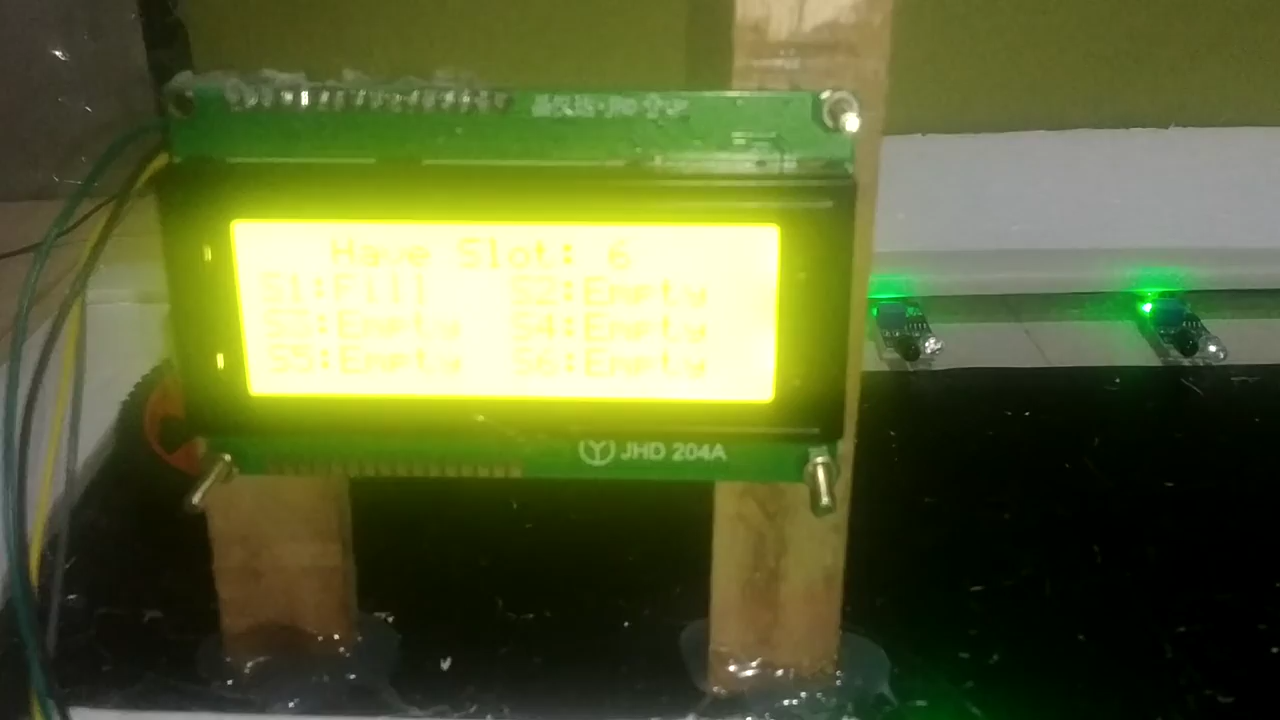 Have Slot: 6
S1:Fill S2:Empty
S3:Empty S4:Empty
S5:Empty S6:Empty
JHD 204A